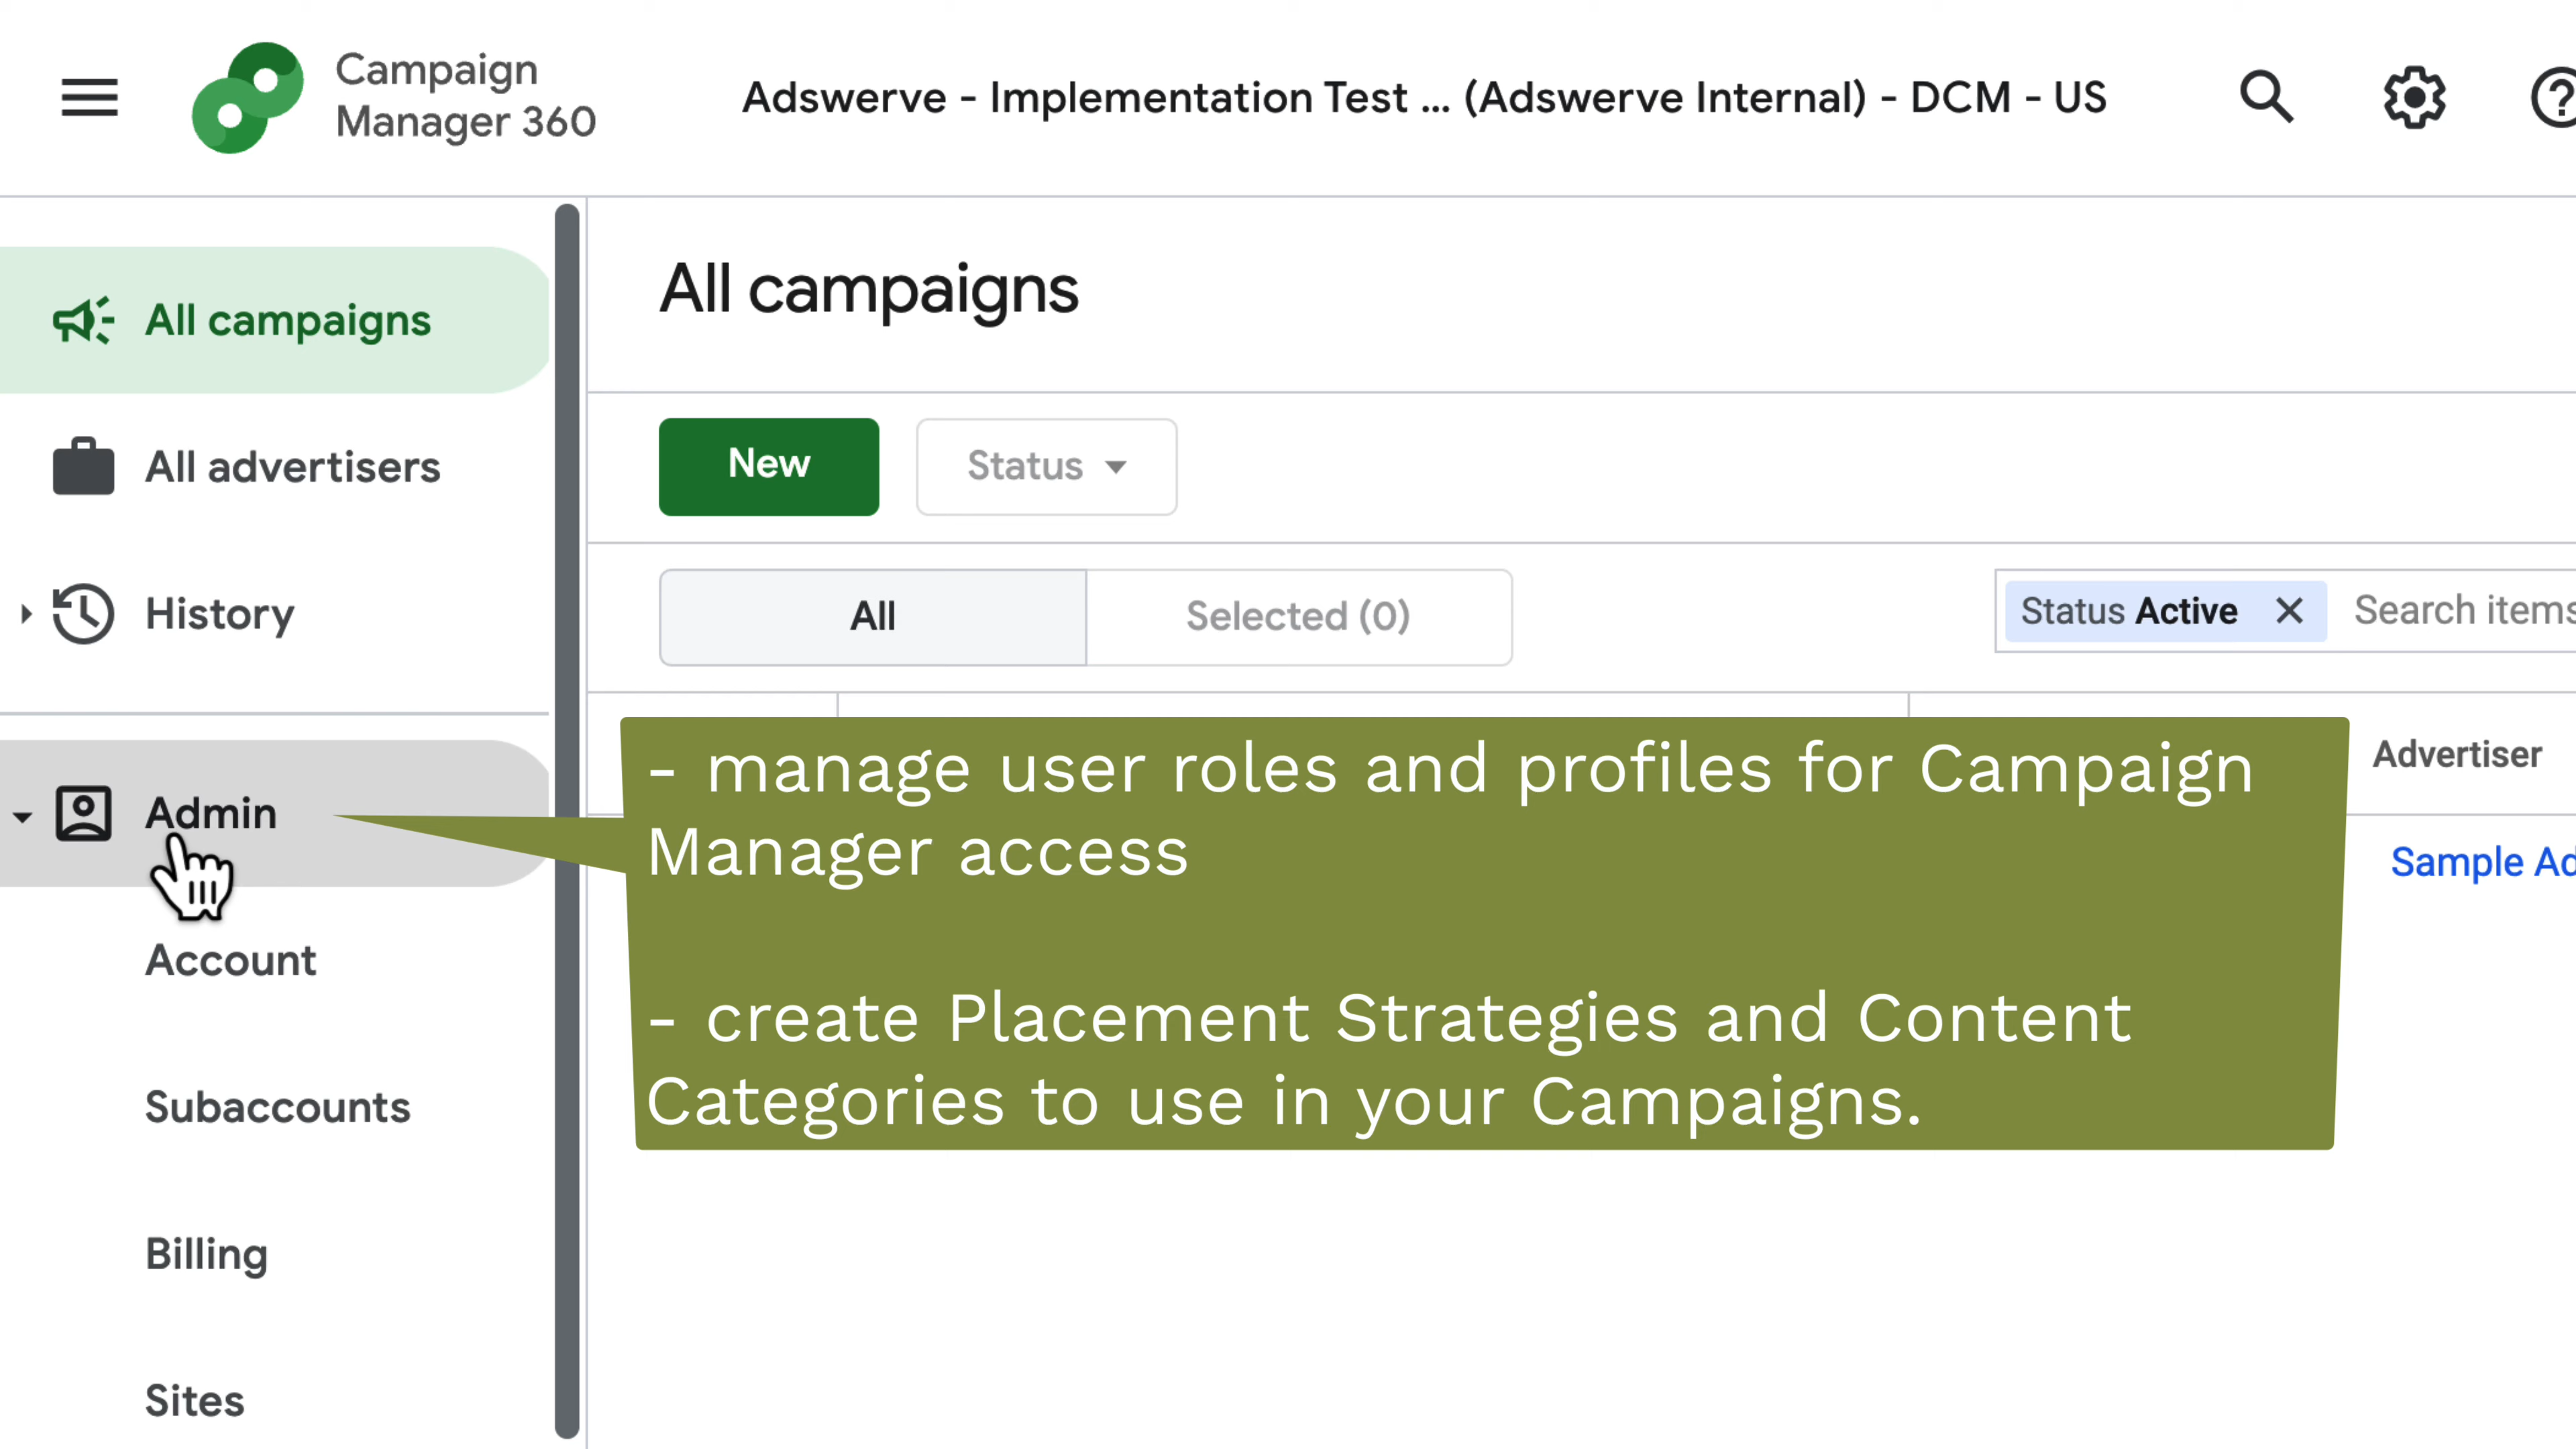 Campaign
Manager 360
Adswerve - Implementation Test ... (Adswerve Internal) - DCM - US
All campaigns
All advertisers
History
Admin
Account
Subaccounts
Billing
Sites
All campaigns
New
Status
All
Selected (0)
Status Active
Search items
Advertiser
Sample Ad
- manage user roles and profiles for Campaign
Manager access
- create Placement Strategies and Content
Categories to use in your Campaigns.